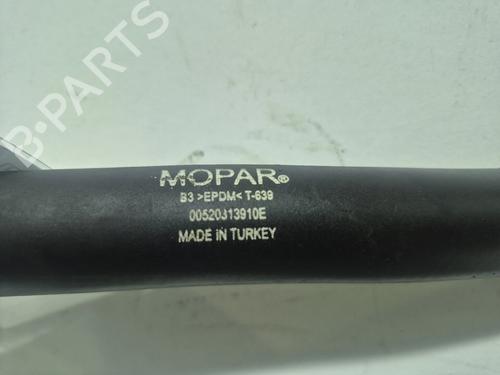 B-PARTS
MOPAR®
B3 >EPDM< T-639
00520313910E
MADE IN TURKEY